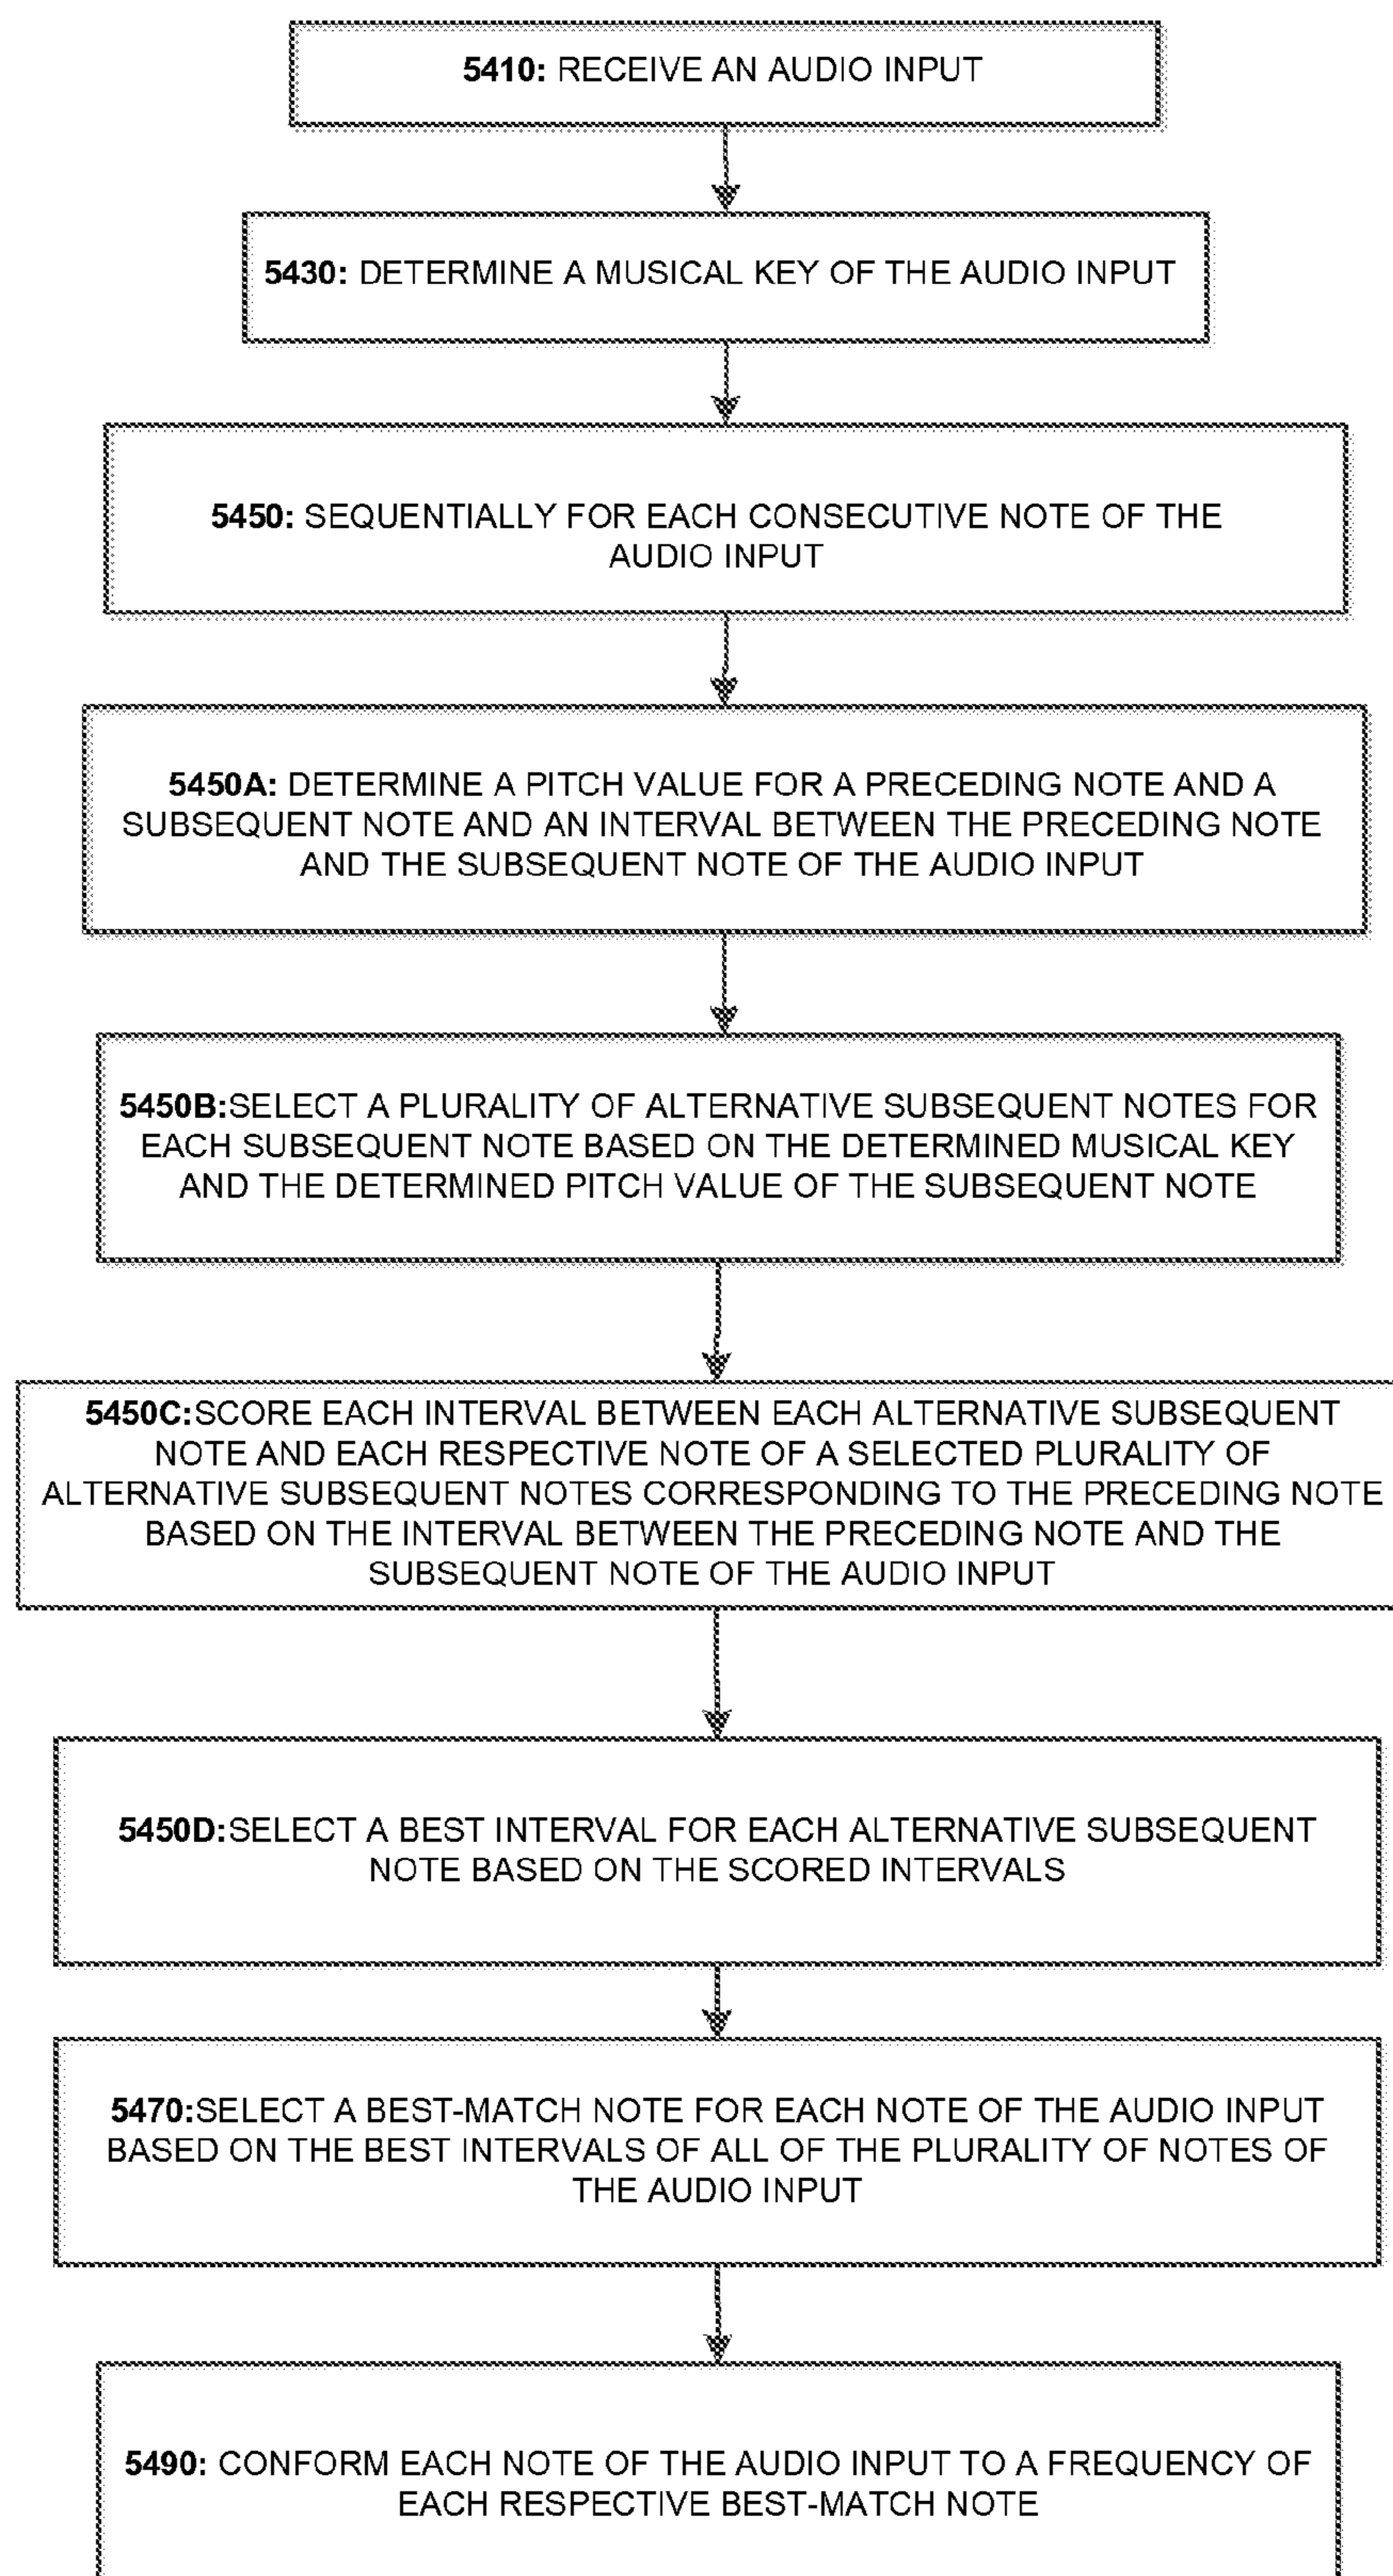 5410: RECEIVE AN AUDIO INPUT
5430: DETERMINE A MUSICAL KEY OF THE AUDIO INPUT
5450: SEQUENTIALLY FOR EACH CONSECUTIVE NOTE OF THE
AUDIO INPUT
5450A: DETERMINE A PITCH VALUE FOR A PRECEDING NOTE AND A
SUBSEQUENT NOTE AND AN INTERVAL BETWEEN THE PRECEDING NOTE
AND THE SUBSEQUENT NOTE OF THE AUDIO INPUT
5450B:SELECT A PLURALITY OF ALTERNATIVE SUBSEQUENT NOTES FOR
EACH SUBSEQUENT NOTE BASED ON THE DETERMINED MUSICAL KEY
AND THE DETERMINED PITCH VALUE OF THE SUBSEQUENT NOTE
5450C:SCORE EACH INTERVAL BETWEEN EACH ALTERNATIVE SUBSEQUENT
NOTE AND EACH RESPECTIVE NOTE OF A SELECTED PLURALITY OF
ALTERNATIVE SUBSEQUENT NOTES CORRESPONDING TO THE PRECEDING NOTE
BASED ON THE INTERVAL BETWEEN THE PRECEDING NOTE AND THE
SUBSEQUENT NOTE OF THE AUDIO INPUT
5450D:SELECT A BEST INTERVAL FOR EACH ALTERNATIVE SUBSEQUENT
NOTE BASED ON THE SCORED INTERVALS
5470:SELECT A BEST-MATCH NOTE FOR EACH NOTE OF THE AUDIO INPUT
BASED ON THE BEST INTERVALS OF ALL OF THE PLURALITY OF NOTES OF
THE AUDIO INPUT
5490: CONFORM EACH NOTE OF THE AUDIO INPUT TO A FREQUENCY OF
EACH RESPECTIVE BEST-MATCH NOTE